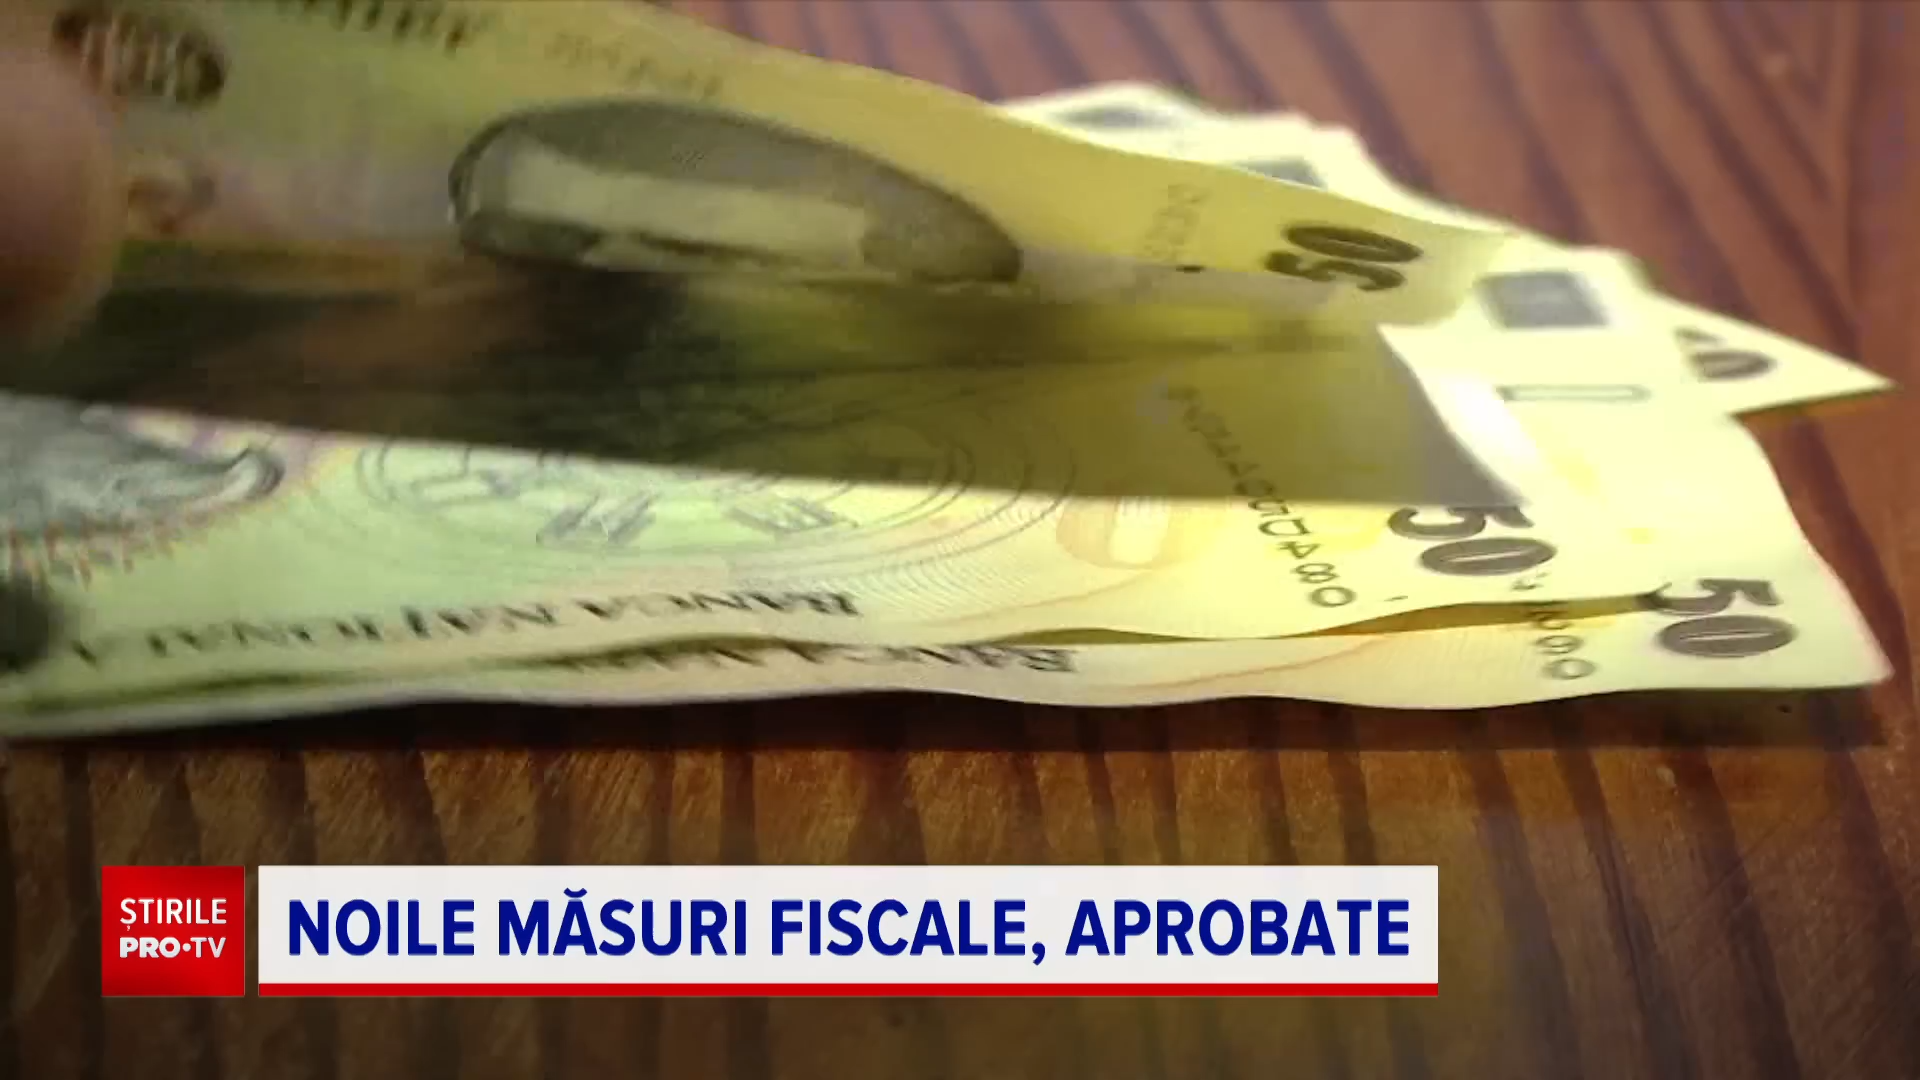 50
50
50
BANCA NAȚIONALĂ
ȘTIRILE
PRO•TV
NOILE MĂSURI FISCALE, APROBATE